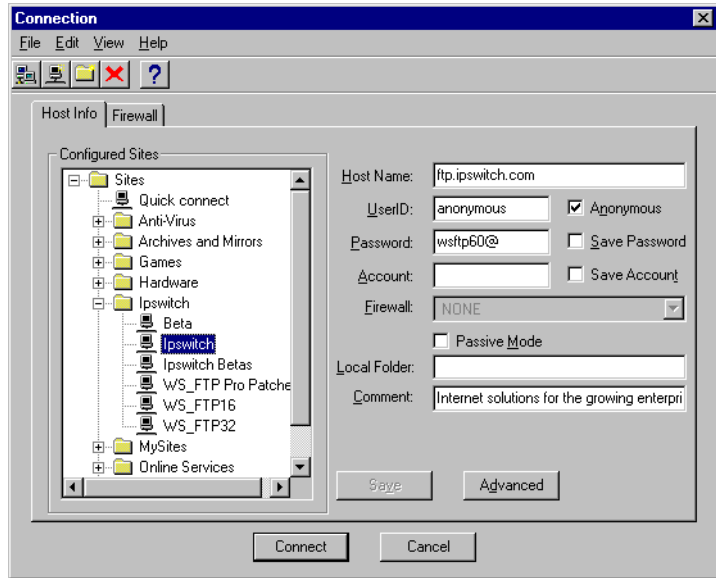 Connection
File Edit View Help
?
Host Info Firewall
Configured Sites
Sites
Quick connect
Anti-Virus
Archives and Mirrors
Games
Hardware
Ipswitch
Beta
Ipswitch
Ipswitch Betas
WS_FTP Pro Patche
WS_FTP16
WS_FTP32
MySites
Online Services
Host Name: ftp.ipswitch.com
UserID: anonymous Anonymous
Password: wsftp60@ Save Password
Account: Save Account
Firewall: NONE
Passive Mode
Local Folder:
Comment: Internet solutions for the growing enterpri
Save Advanced
Connect Cancel